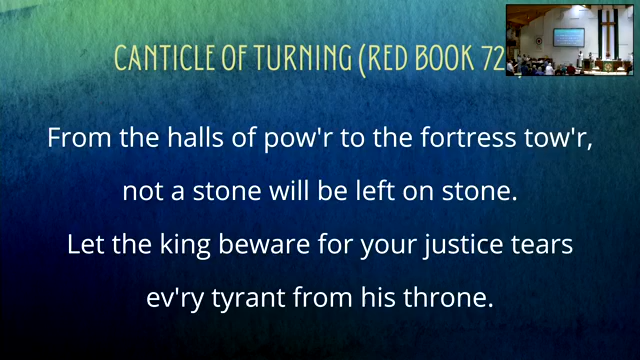 CANTICLE OF TURNING (RED BOOK 72
From the halls of pow'r to the fortress tow'r,
not a stone will be left on stone.
Let the king beware for your justice tears
ev'ry tyrant from his throne.